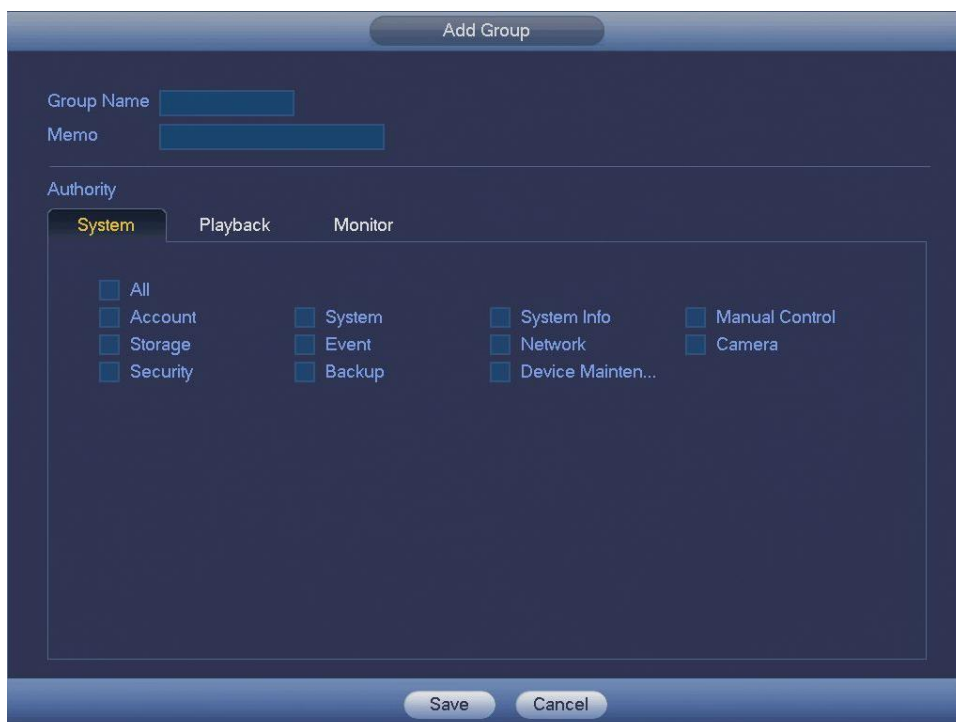 Add Group
Group Name
Memo
Authority
System Playback Monitor
All
Account System System Info Manual Control
Storage Event Network Camera
Security Backup Device Mainten...
Save Cancel